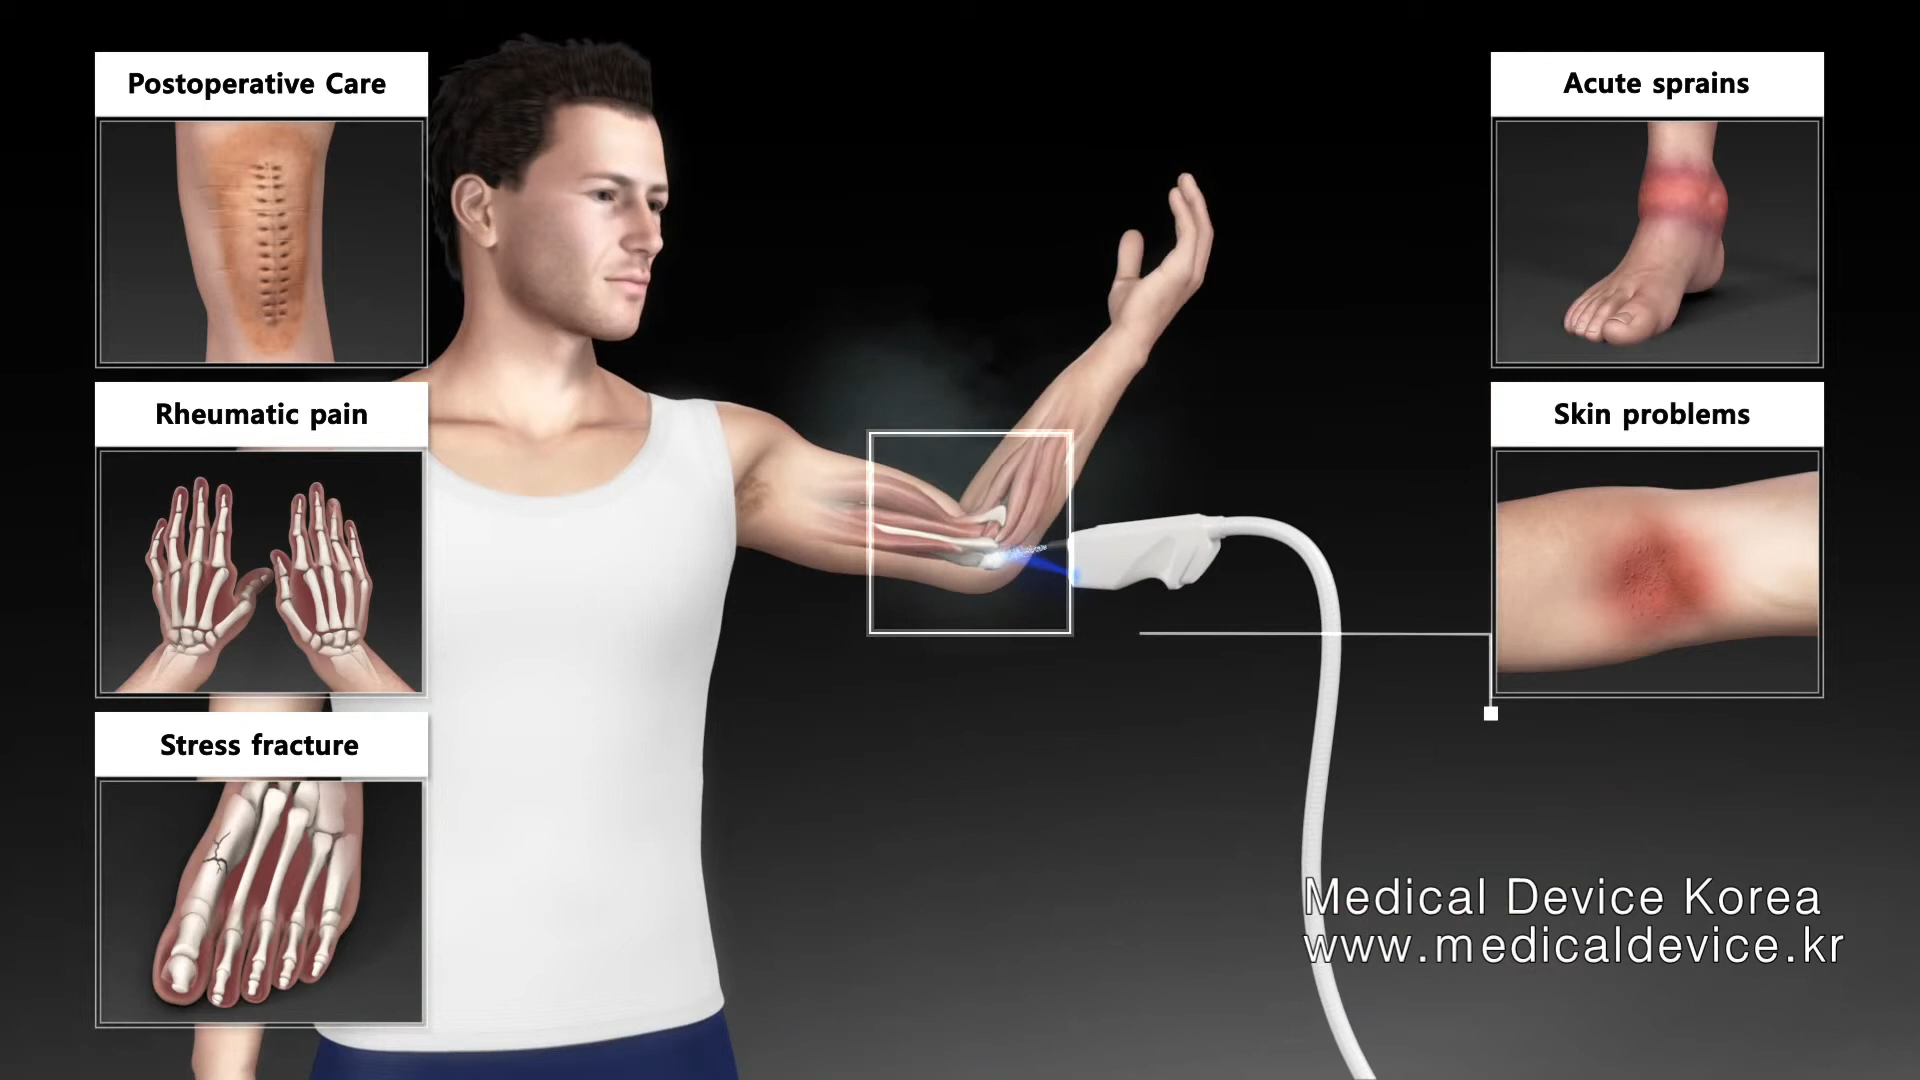 Postoperative Care
Rheumatic pain
Stress fracture
Acute sprains
Skin problems
Medical Device Korea
www.medicaldevice.kr